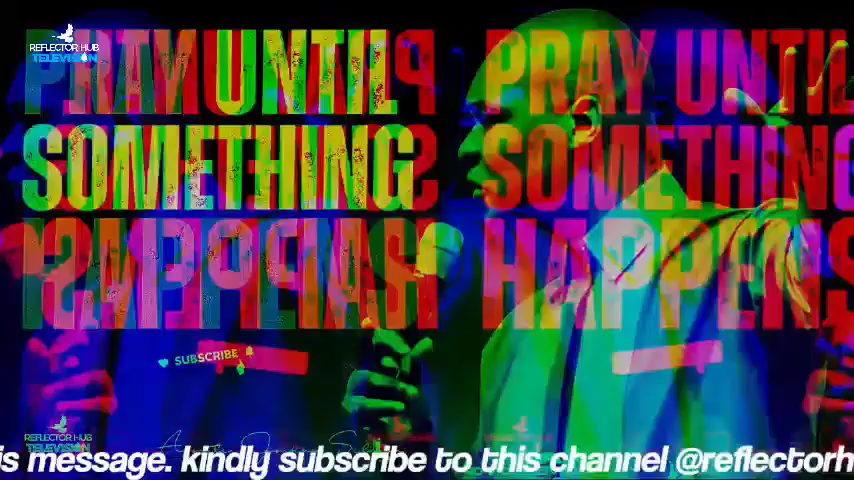 REFLECTOR HUB
TELEVISION
PRAY UNTIL
SOMETHING
HAPPENS
PRAY UNTIL
SOMETHING
HAPPENS
SUBSCRIBE
REFLECTOR HUB
TELEVISION
is message. kindly subscribe to this channel @reflectorh